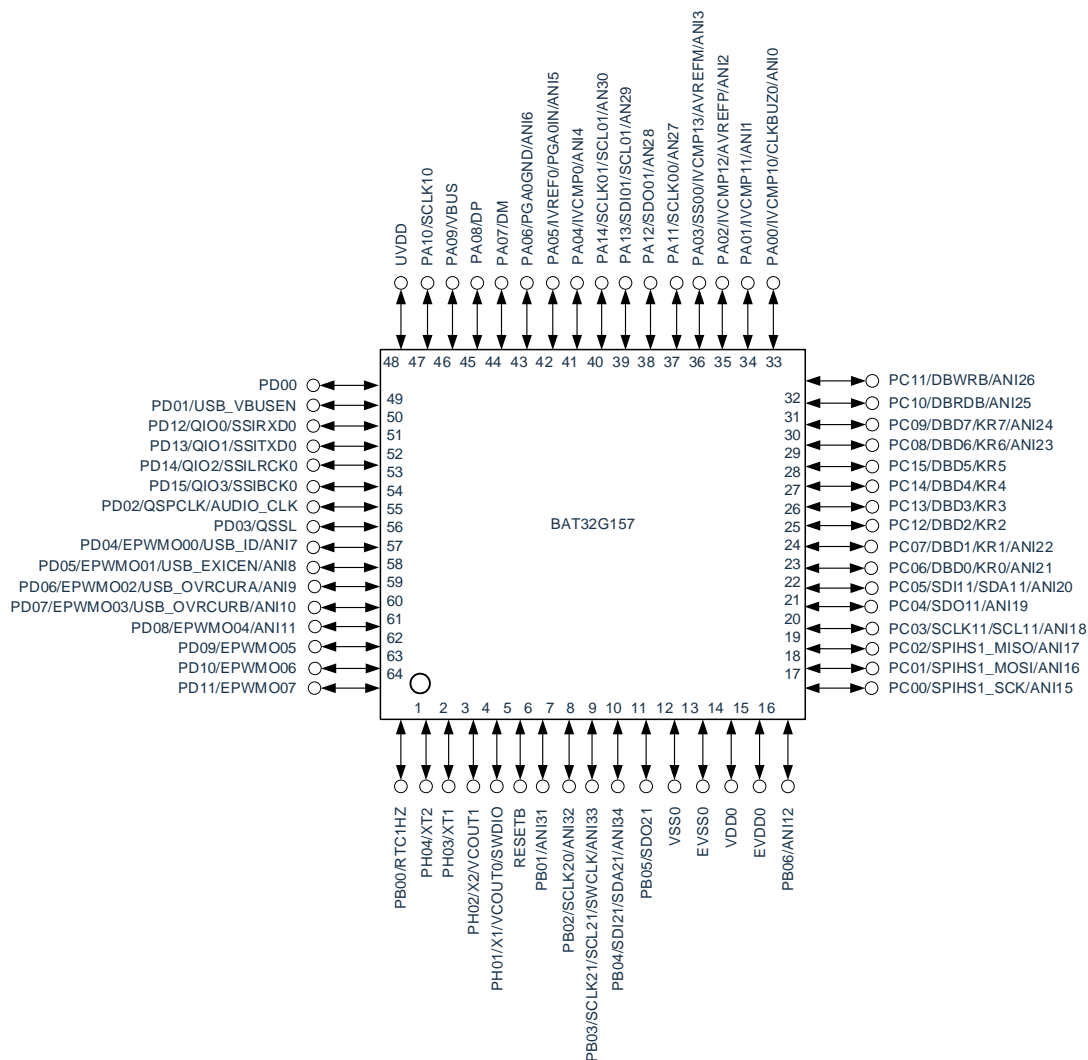 UVDD
PA10/SCLK10
PA09/VBUS
PA08/DP
PA07/DM
PA06/PGA0GND/ANI6
PA05/IVREF0/PGA0IN/ANI5
PA04/IVCMP0/ANI4
PA14/SCLK01/SCL01/AN30
PA13/SDI01/SCL01/AN29
PA12/SDO01/AN28
PA11/SCLK00/AN27
PA03/SS00/IVCMP13/AVREFM/ANI3
PA02/IVCMP12/AVREFP/ANI2
PA01/IVCMP11/ANI1
PA00/IVCMP10/CLKBUZ0/ANI0
48 47 46 45 44 43 42 41 40 39 38 37 36 35 34 33
PD00
PD01/USB_VBUSEN
PD12/QIO0/SSIRXD0
PD13/QIO1/SSITXD0
PD14/QIO2/SSILRCK0
PD15/QIO3/SSIBCK0
PD02/QSPCLK/AUDIO_CLK
PD03/QSSL
PD04/EPWMO00/USB_ID/ANI7
PD05/EPWMO01/USB_EXICEN/ANI8
PD06/EPWMO02/USB_OVRCURA/ANI9
PD07/EPWMO03/USB_OVRCURB/ANI10
PD08/EPWMO04/ANI11
PD09/EPWMO05
PD10/EPWMO06
PD11/EPWMO07
49
50
51
52
53
54
55
56
57
58
59
60
61
62
63
64
BAT32G157
32
31
30
29
28
27
26
25
24
23
22
21
20
19
18
17
PC11/DBWRB/ANI26
PC10/DBRDB/ANI25
PC09/DBD7/KR7/ANI24
PC08/DBD6/KR6/ANI23
PC15/DBD5/KR5
PC14/DBD4/KR4
PC13/DBD3/KR3
PC12/DBD2/KR2
PC07/DBD1/KR1/ANI22
PC06/DBD0/KR0/ANI21
PC05/SDI11/SDA11/ANI20
PC04/SDO11/ANI19
PC03/SCLK11/SCL11/ANI18
PC02/SPIHS1_MISO/ANI17
PC01/SPIHS1_MOSI/ANI16
PC00/SPIHS1_SCK/ANI15
1 2 3 4 5 6 7 8 9 10 11 12 13 14 15 16
PB00/RTC1HZ
PH04/XT2
PH03/XT1
PH02/X2/VCOUT1
PH01/X1/VCOUT0/SWDIO
RESETB
PB01/ANI31
PB02/SCLK20/ANI32
PB03/SCLK21/SCL21/SWCLK/ANI33
PB04/SDI21/SDA21/ANI34
PB05/SDO21
VSS0
EVSS0
VDD0
EVDD0
PB06/ANI12